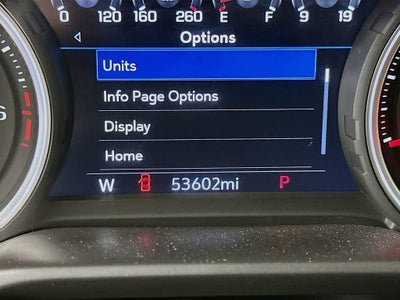 0 120 160 260 E F 9 19
Options
Units
Info Page Options
Display
Home
W 53602mi P